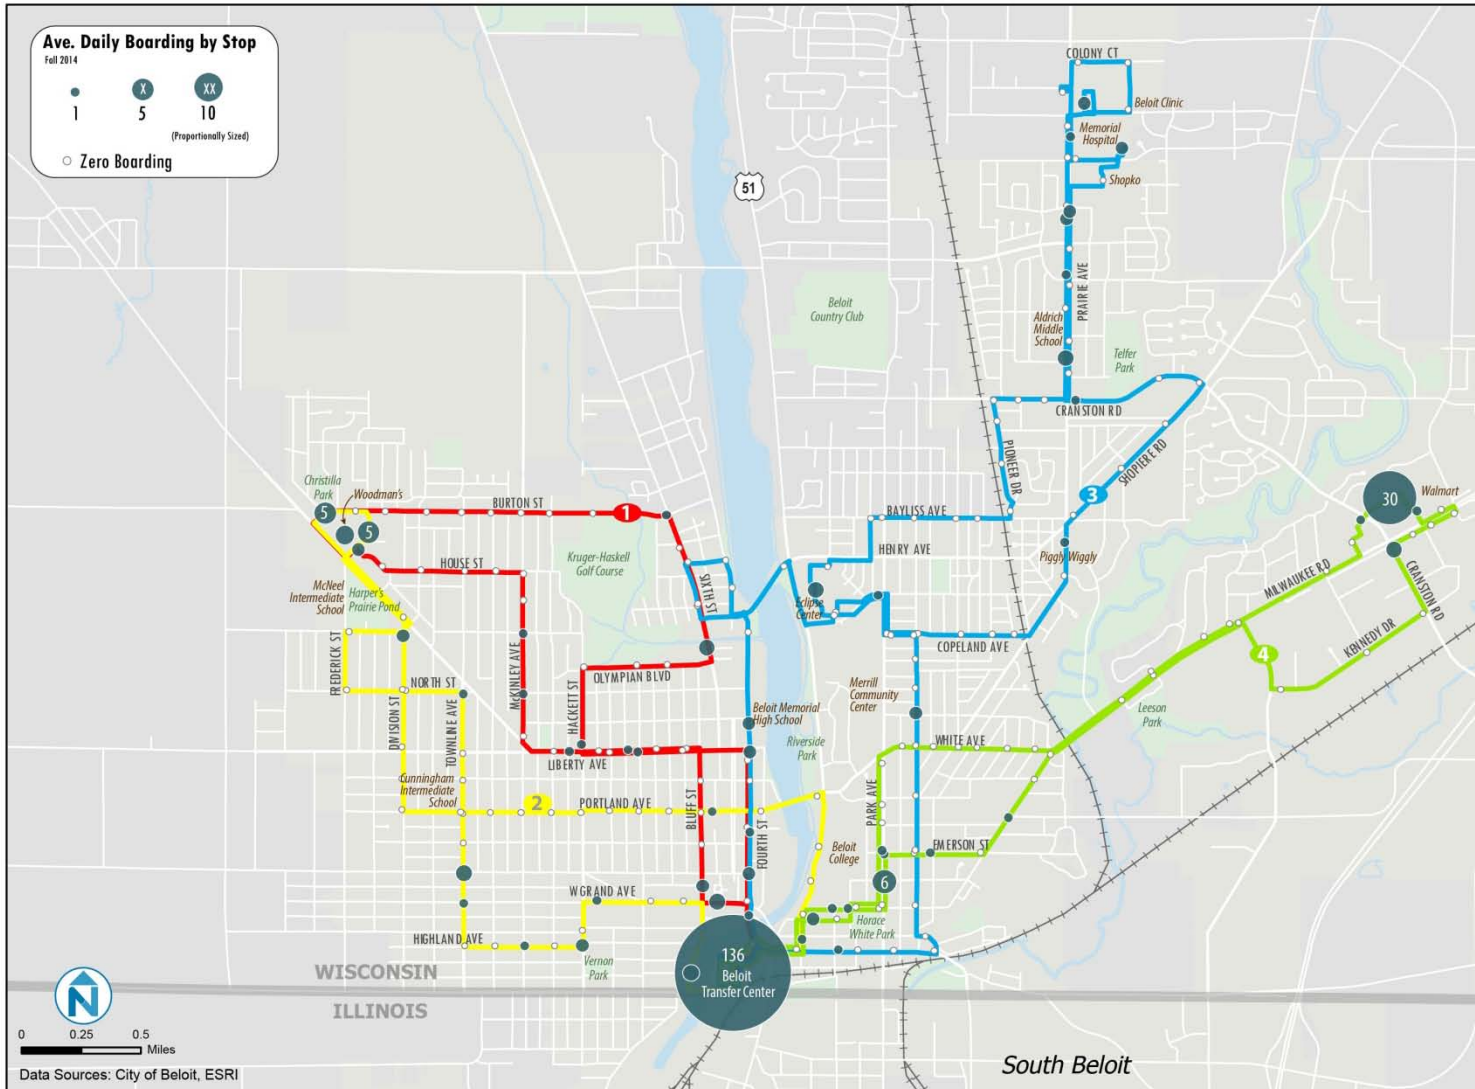 Ave. Daily Boarding by Stop
Fall 2014
X
XX
1
5
10
(Proportionally Sized)
Zero Boarding
COLONY CT
Beloit Clinic
Memorial
Hospital
Shopko
51
PRAIRIE AVE
Beloit
Country Club
Aldrich
Middle
School
Telfer
Park
CRANSTON RD
PIONEER DR
SHOPIERE RD
3
Christilla
Park
Woodman's
5
5
BURTON ST
1
BAYLISS AVE
HENRY AVE
30
Walmart
Piggly Wiggly
Kruger-Haskell
Golf Course
HOUSE ST
SIXTH ST
Eclipse
Center
MILWAUKEE RD
CRANSTON RD
McNeel
Intermediate
School
Harper's
Prairie Pond
KENNEDY DR
4
COPELAND AVE
FREDERICK ST
NORTH ST
DIVISION ST
TOWNLINE AVE
McKINLEY AVE
HACKETT ST
OLYMPIAN BLVD
Merrill
Community
Center
Leeson
Park
Beloit Memorial
High School
Riverside
Park
WHITE AVE
LIBERTY AVE
Cunningham
Intermediate
School
2
PORTLAND AVE
BLUFF ST
FOURTH ST
PARK AVE
EMERSON ST
Beloit
College
6
W GRAND AVE
Horace
White Park
HIGHLAND AVE
Vernon
Park
136
Beloit
Transfer Center
WISCONSIN
ILLINOIS
N
0 0.25 0.5
Miles
Data Sources: City of Beloit, ESRI
South Beloit